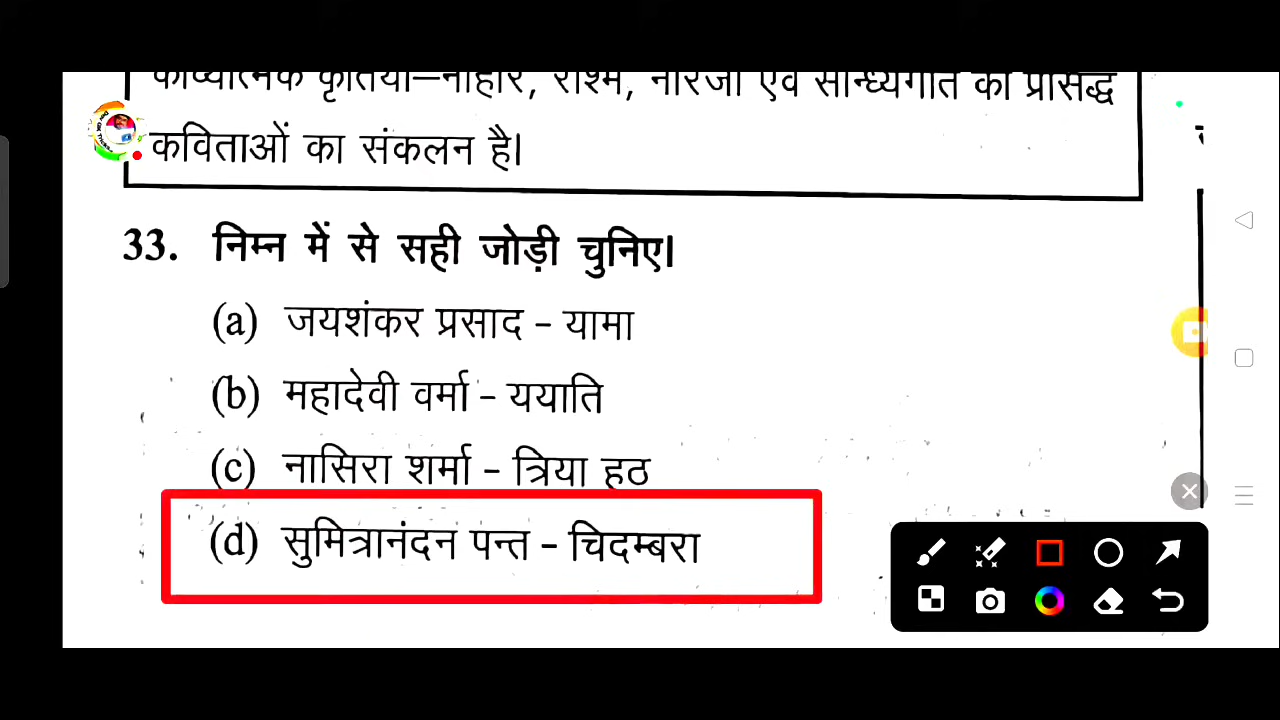 काव्यात्मक कृतियों—नीहार, रश्मि, नीरजा एवं सान्ध्यगीत की प्रसिद्ध
कविताओं का संकलन है।
33. निम्न में से सही जोड़ी चुनिए।
(a) जयशंकर प्रसाद - यामा
(b) महादेवी वर्मा - ययाति
(c) नासिरा शर्मा - त्रिया हठ
(d) सुमित्रानंदन पन्त - चिदम्बरा